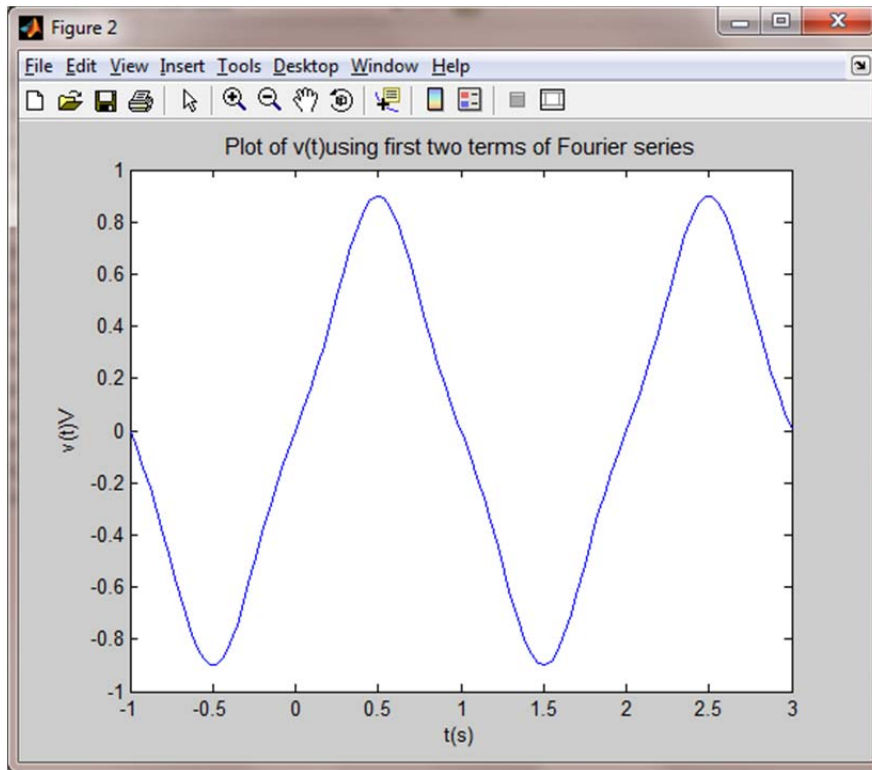 Figure 2
File Edit View Insert Tools Desktop Window Help
Plot of v(t)using first two terms of Fourier series
1
0.8
0.6
0.4
0.2
0
-0.2
-0.4
-0.6
-0.8
-1
v(t)V
-1 -0.5 0 0.5 1 1.5 2 2.5 3
t(s)